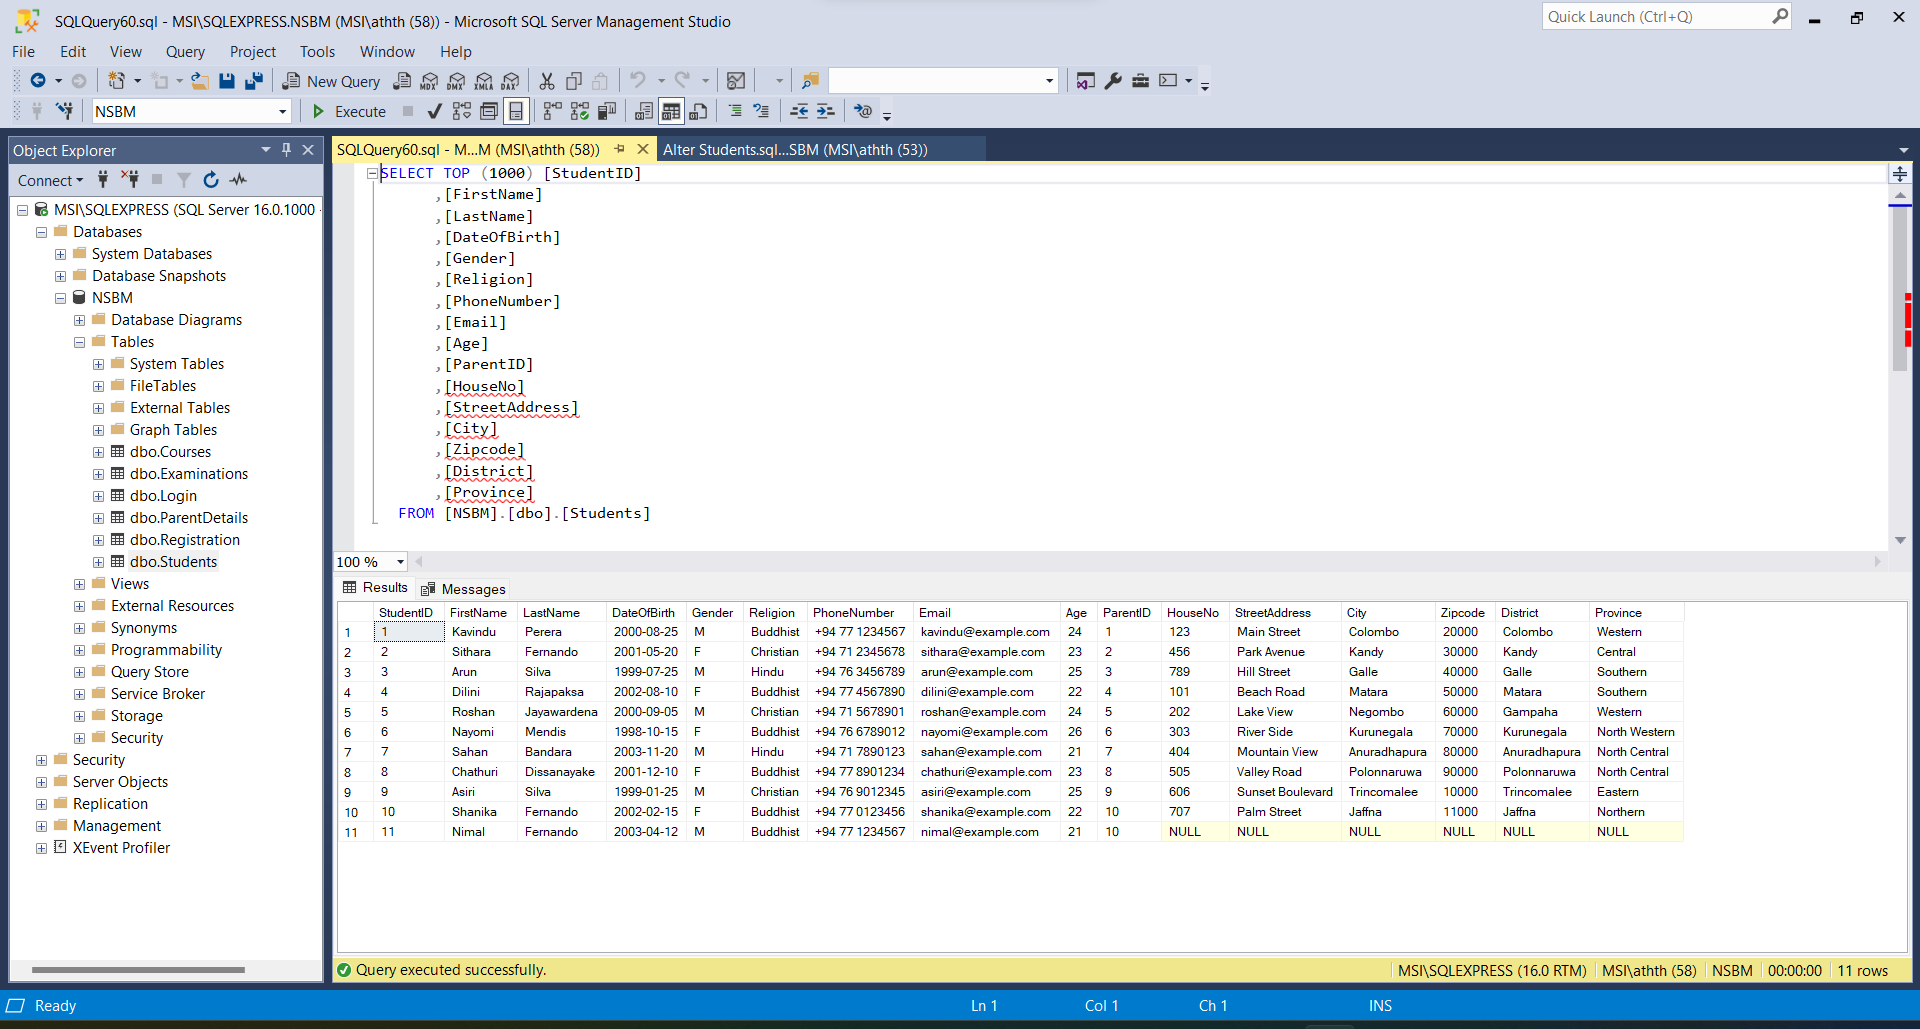 SQLQuery60.sql - MSI\SQLEXPRESS.NSBM (MSI\athth (58)) - Microsoft SQL Server Management Studio
Quick Launch (Ctrl+Q)
File Edit View Query Project Tools Window Help
New Query MDX DMX XMLA DAX
NSBM Execute
Object Explorer
Connect
MSI\SQLEXPRESS (SQL Server 16.0.1000 -
Databases
System Databases
Database Snapshots
NSBM
Database Diagrams
Tables
System Tables
FileTables
External Tables
Graph Tables
dbo.Courses
dbo.Examinations
dbo.Login
dbo.ParentDetails
dbo.Registration
dbo.Students
Views
External Resources
Synonyms
Programmability
Query Store
Service Broker
Storage
Security
Security
Server Objects
Replication
Management
XEvent Profiler
SQLQuery60.sql - M...M (MSI\athth (58)) Alter Students.sql...SBM (MSI\athth (53))
SELECT TOP (1000) [StudentID]
,[FirstName]
,[LastName]
,[DateOfBirth]
,[Gender]
,[Religion]
,[PhoneNumber]
,[Email]
,[Age]
,[ParentID]
,[HouseNo]
,[StreetAddress]
,[City]
,[Zipcode]
,[District]
,[Province]
FROM [NSBM].[dbo].[Students]
100 %
Results Messages
StudentID FirstName LastName DateOfBirth Gender Religion PhoneNumber Email Age ParentID HouseNo StreetAddress City Zipcode District Province
1 1 Kavindu Perera 2000-08-25 M Buddhist +94 77 1234567 kavindu@example.com 24 1 123 Main Street Colombo 20000 Colombo Western
2 2 Sithara Fernando 2001-05-20 F Christian +94 71 2345678 sithara@example.com 23 2 456 Park Avenue Kandy 30000 Kandy Central
3 3 Arun Silva 1999-07-25 M Hindu +94 76 3456789 arun@example.com 25 3 789 Hill Street Galle 40000 Galle Southern
4 4 Dilini Rajapaksa 2002-08-10 F Buddhist +94 77 4567890 dilini@example.com 22 4 101 Beach Road Matara 50000 Matara Southern
5 5 Roshan Jayawardena 2000-09-05 M Christian +94 71 5678901 roshan@example.com 24 5 202 Lake View Negombo 60000 Gampaha Western
6 6 Nayomi Mendis 1998-10-15 F Buddhist +94 76 6789012 nayomi@example.com 26 6 303 River Side Kurunegala 70000 Kurunegala North Western
7 7 Sahan Bandara 2003-11-20 M Hindu +94 71 7890123 sahan@example.com 21 7 404 Mountain View Anuradhapura 80000 Anuradhapura North Central
8 8 Chathuri Dissanayake 2001-12-10 F Buddhist +94 77 8901234 chathuri@example.com 23 8 505 Valley Road Polonnaruwa 90000 Polonnaruwa North Central
9 9 Asiri Silva 1999-01-25 M Christian +94 76 9012345 asiri@example.com 25 9 606 Sunset Boulevard Trincomalee 10000 Trincomalee Eastern
10 10 Shanika Fernando 2002-02-15 F Buddhist +94 77 0123456 shanika@example.com 22 10 707 Palm Street Jaffna 11000 Jaffna Northern
11 11 Nimal Fernando 2003-04-12 M Buddhist +94 77 1234567 nimal@example.com 21 10 NULL NULL NULL NULL NULL NULL
Query executed successfully. MSI\SQLEXPRESS (16.0 RTM) MSI\athth (58) NSBM 00:00:00 11 rows
Ready Ln 1 Col 1 Ch 1 INS